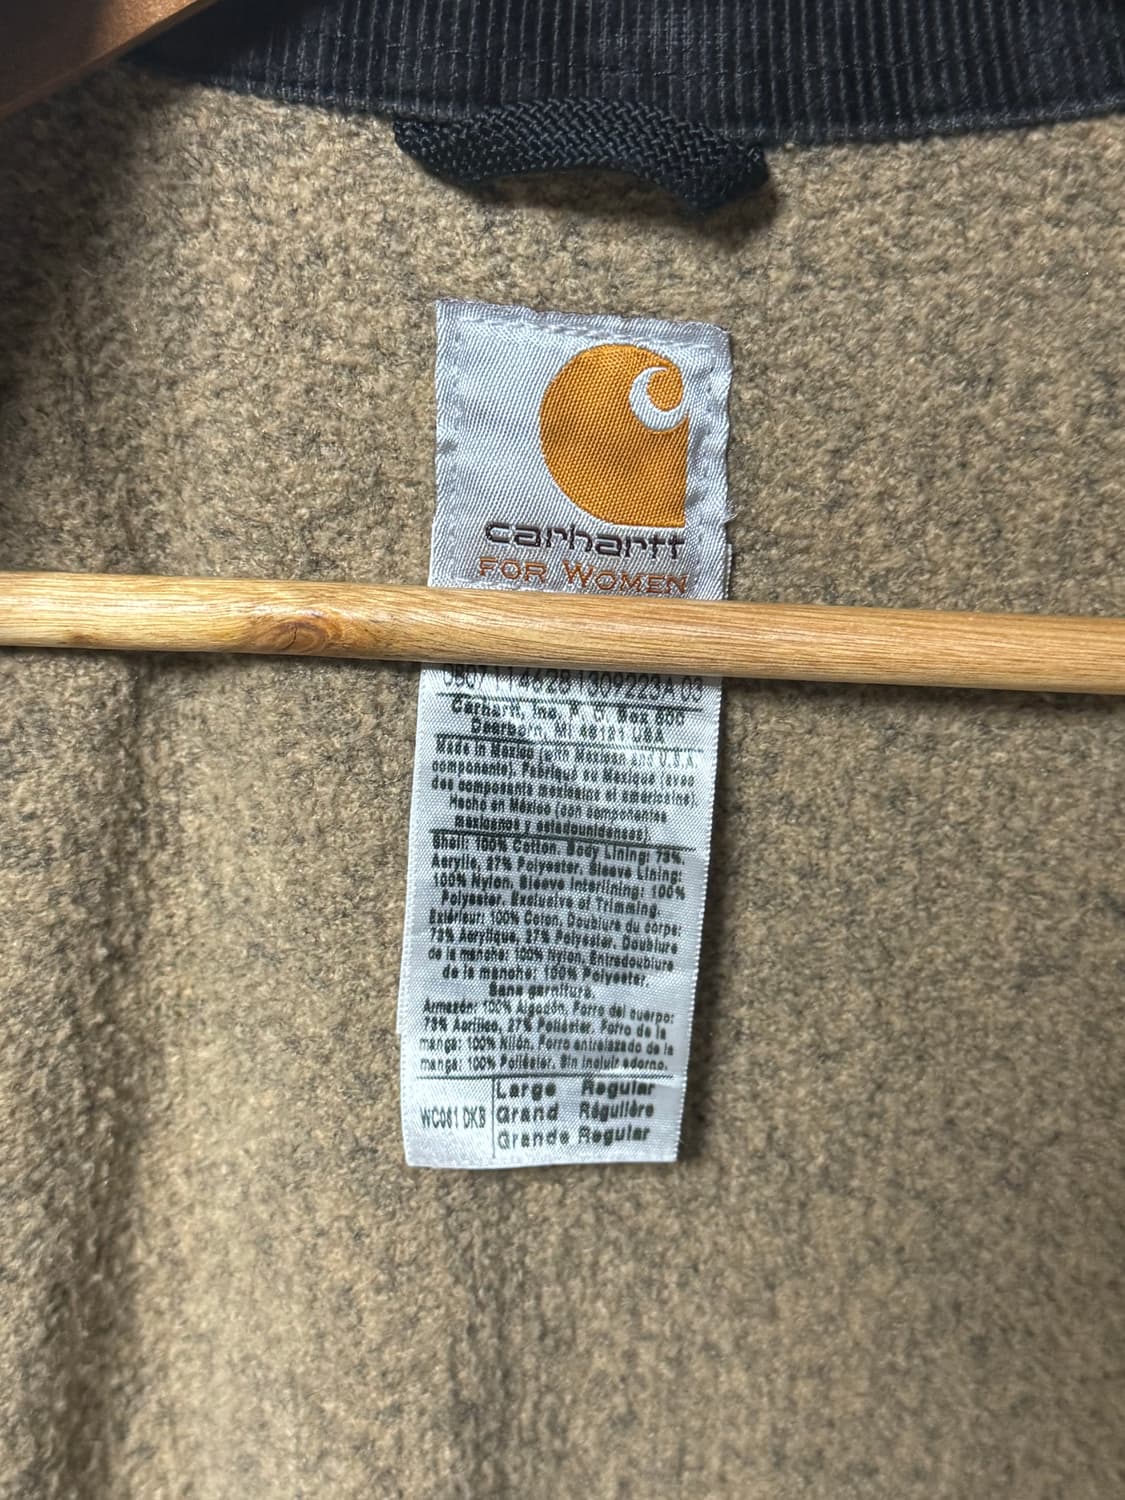 carhartt
FOR WOMEN
Carhartt, Inc. P. O. Box 600
Dearborn, MI 48121 USA
Made in Mexico (with Mexican and U.S.A.
components). Fabriqué au Mexique (avec
des composants mexicains et américains).
Hecho en México (con componentes
mexicanos y estadounidenses).
Shell: 100% Cotton. Body Lining: 73%
Acrylic, 27% Polyester. Sleeve Lining:
100% Nylon. Sleeve Interlining: 100%
Polyester. Exclusive of Trimming.
Extérieur: 100% Coton. Doublure du corps:
73% Acrylique, 27% Polyester. Doublure
de la manche: 100% Nylon. Entredoublure
de la manche: 100% Polyester.
Sans garniture.
Armazón: 100% Algodón. Forro del cuerpo:
73% Acrílico, 27% Poliéster. Forro de la
manga: 100% Nilón. Forro entrelazado de la
manga: 100% Poliéster. Sin incluir adorno.
WC081 DKB
Large Regular
Grand Régulière
Grande Regular